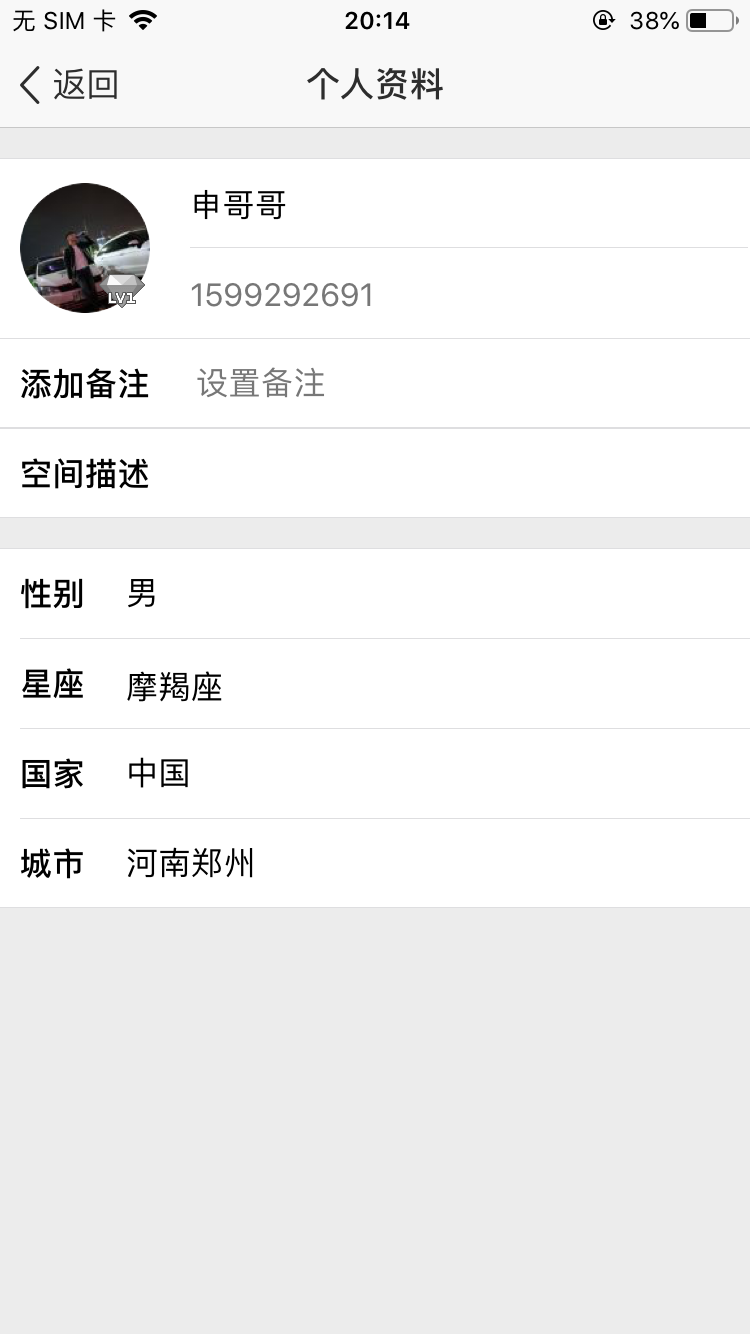 无 SIM 卡 20:14 38%
返回 个人资料
申哥哥
LV1
1599292691
添加备注 设置备注
空间描述
性别 男
星座 摩羯座
国家 中国
城市 河南郑州